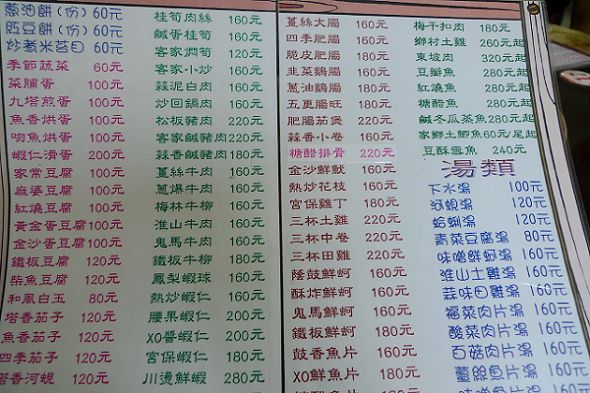 蔥油餅(份) 60元
豇豆餅(份) 60元
炒煮米苔目 60元
季節蔬菜 60元
菜脯蛋 100元
九塔煎蛋 100元
魚香烘蛋 100元
吻魚烘蛋 100元
蝦仁滑蛋 200元
家常豆腐 100元
麻婆豆腐 100元
紅燒豆腐 100元
黃金蛋豆腐 100元
金沙蛋豆腐 100元
鐵板豆腐 120元
柴魚豆腐 120元
和風白玉 80元
塔香茄子 120元
魚香茄子 120元
四季茄子 120元
塔香河蜆 120元
桂筍肉絲 160元
鹹蛋桂筍 160元
客家燜筍 120元
客家小炒 160元
蒜泥白肉 160元
炒回鍋肉 160元
松板豬肉 220元
客家鹹豬肉 220元
蒜香鹹豬肉 180元
薑絲牛肉 160元
蔥爆牛肉 160元
梅林牛柳 160元
淮山牛肉 160元
鬼馬牛肉 160元
鐵板牛柳 180元
鳳梨蝦球 160元
熱炒蝦仁 160元
腰果蝦仁 200元
XO醬蝦仁 200元
宮保蝦仁 180元
川燙鮮蝦 280元
薑絲大腸 160元
四季肥腸 160元
脆皮肥腸 180元
韭菜鵝腸 160元
蔥油鵝腸 160元
五更腸旺 180元
肥腸茄煲 220元
蒜香小卷 180元
糖醋排骨 220元
金沙鮮魷 160元
熱炒花枝 160元
宮保雞丁 160元
三杯土雞 220元
三杯中卷 220元
三杯田雞 220元
蔭鼓鮮蚵 160元
酥炸鮮蚵 160元
鬼馬鮮蚵 160元
鐵板鮮蚵 160元
鼓香魚片 160元
XO鮮魚片 180元
梅干扣肉 180元
鄉村土雞 260元起
東坡肉 320元起
豆瓣魚 260元起
紅燒魚 260元起
糖醋魚 260元起
鹹冬瓜蒸魚 260元起
家鄉土鯽魚 60元/尾起
豆酥雪魚 240元
湯類
下水湯 100元
河蜆湯 120元
蛤蜊湯 120元
青菜豆腐湯 80元
味噌鮮蚵湯 160元
淮山土雞湯 160元
蒜味田雞湯 160元
福菜肉片湯 160元
酸菜肉片湯 160元
百菇肉片湯 160元
薑絲魚片湯 160元
160元